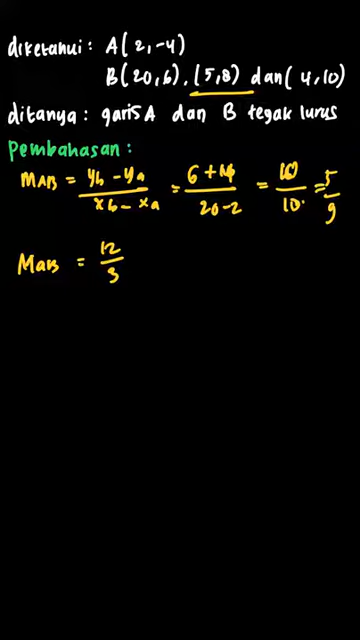 diketahui: A(2,-4)
B(20,6), (5,8) dan (4,10)
ditanya: garis A dan B tegak lurus
Pembahasan:
MAB = yb - ya / xb - xa = 6 + 4 / 20 - 2 = 10 / 10 = 5 / 9
MAB = 12 / 3